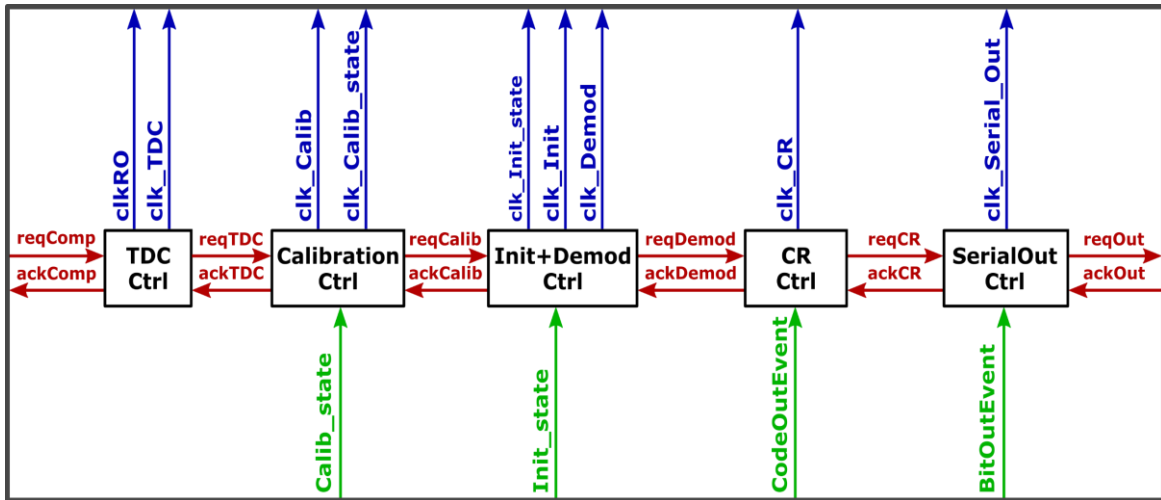 clkRO
clk_TDC
clk_Calib
clk_Calib_state
clk_Init_state
clk_Init
clk_Demod
clk_CR
clk_Serial_Out
reqComp
ackComp
TDC
Ctrl
reqTDC
ackTDC
Calibration
Ctrl
reqCalib
ackCalib
Init+Demod
Ctrl
reqDemod
ackDemod
CR
Ctrl
reqCR
ackCR
SerialOut
Ctrl
reqOut
ackOut
Calib_state
Init_state
CodeOutEvent
BitOutEvent